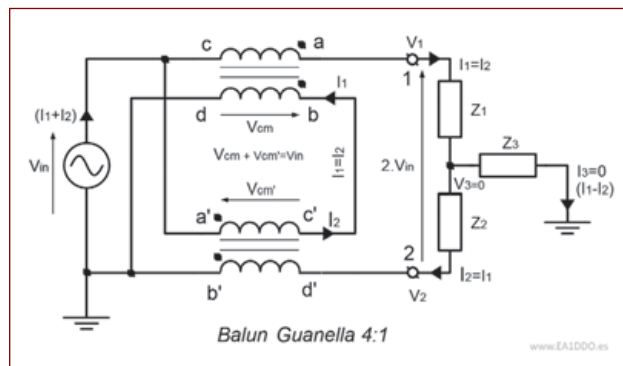 c a V1
I1 1 I1=I2
d b
(I1+I2) Vcm Z1
Vcm + Vcm'=Vin I1=I2 2.Vin Z3
Vin I3=0
Vcm' V3=0 (I1-I2)
a' c' Z2
I2 2
b' d' V2 I2=I1
Balun Guanella 4:1
www.EA1DDO.es